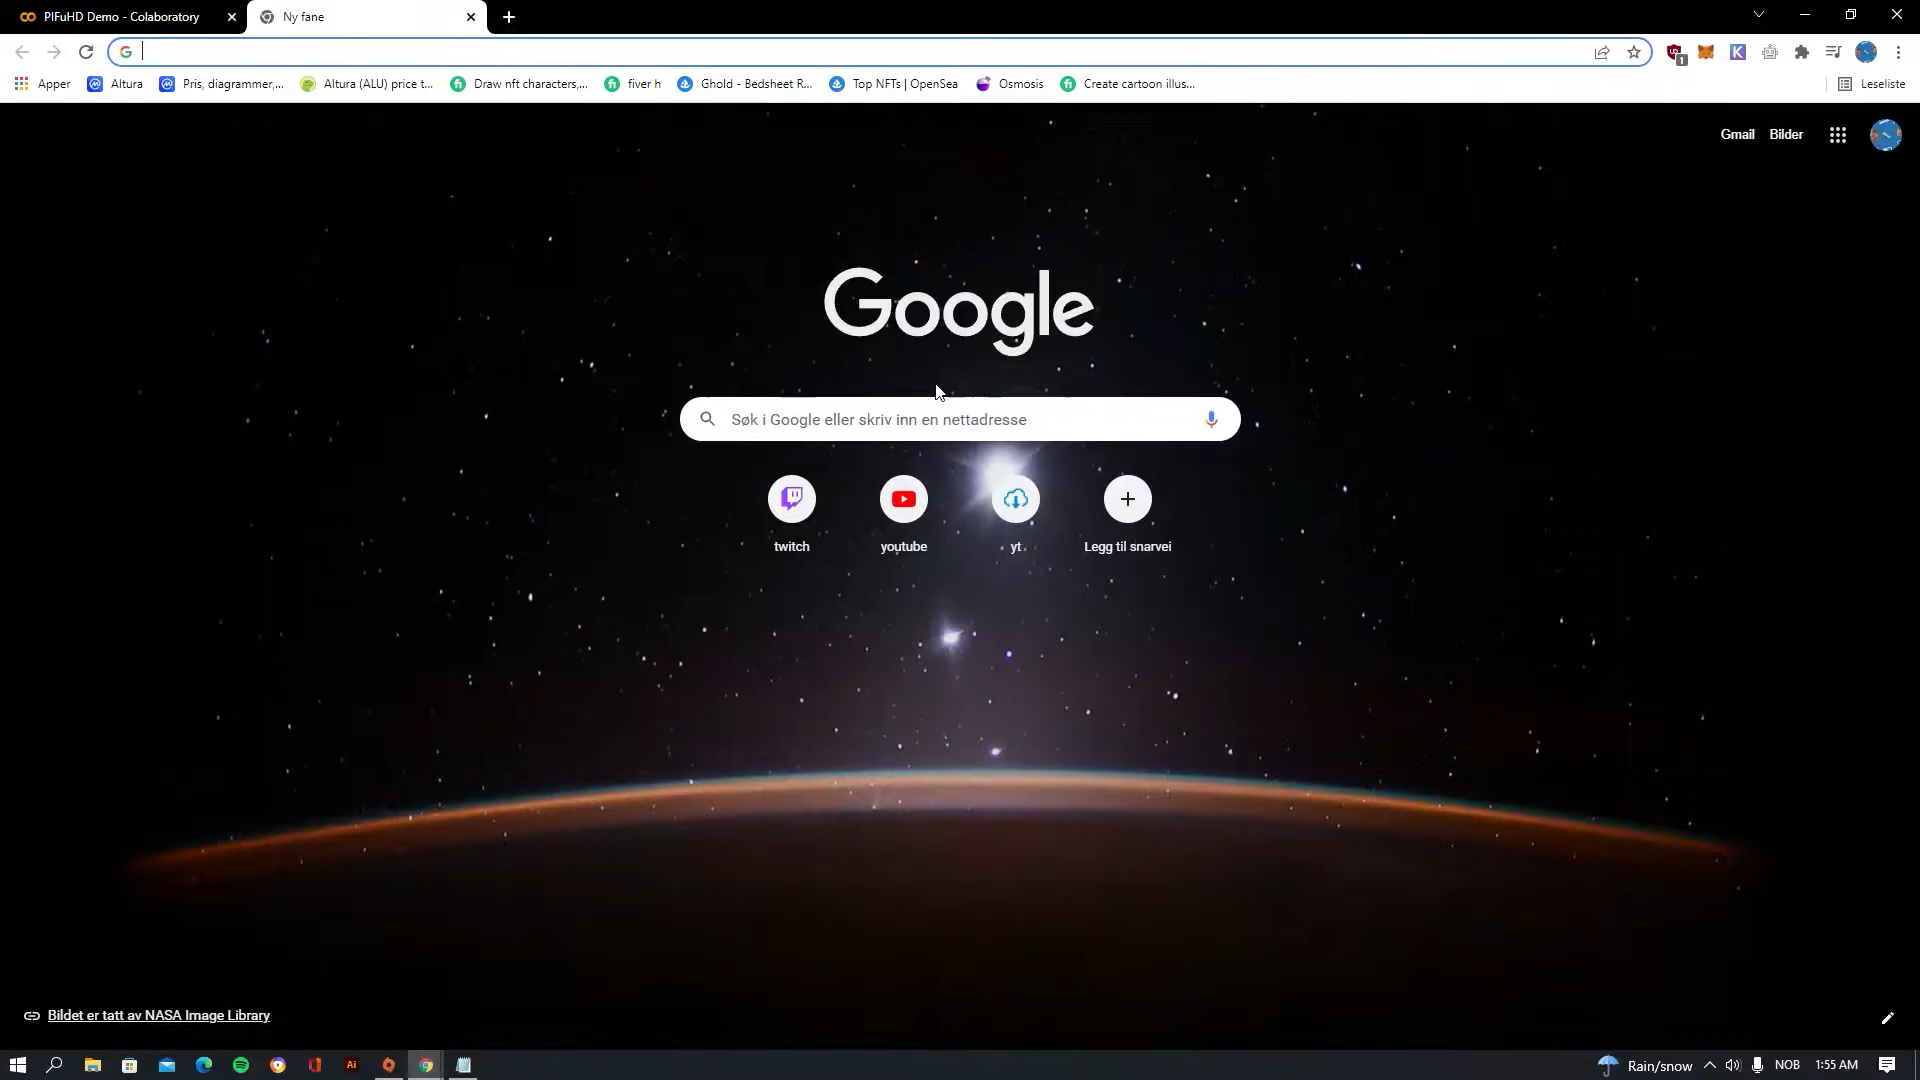 PIFuHD Demo - Colaboratory
Ny fane
Apper
Altura
Pris, diagrammer,...
Altura (ALU) price t...
Draw nft characters,...
fiver h
Ghold - Bedsheet R...
Top NFTs | OpenSea
Osmosis
Create cartoon illus...
Leseliste
Gmail
Bilder
Google
Søk i Google eller skriv inn en nettadresse
twitch
youtube
yt
Legg til snarvei
Bildet er tatt av NASA Image Library
Ai
Rain/snow
NOB
1:55 AM